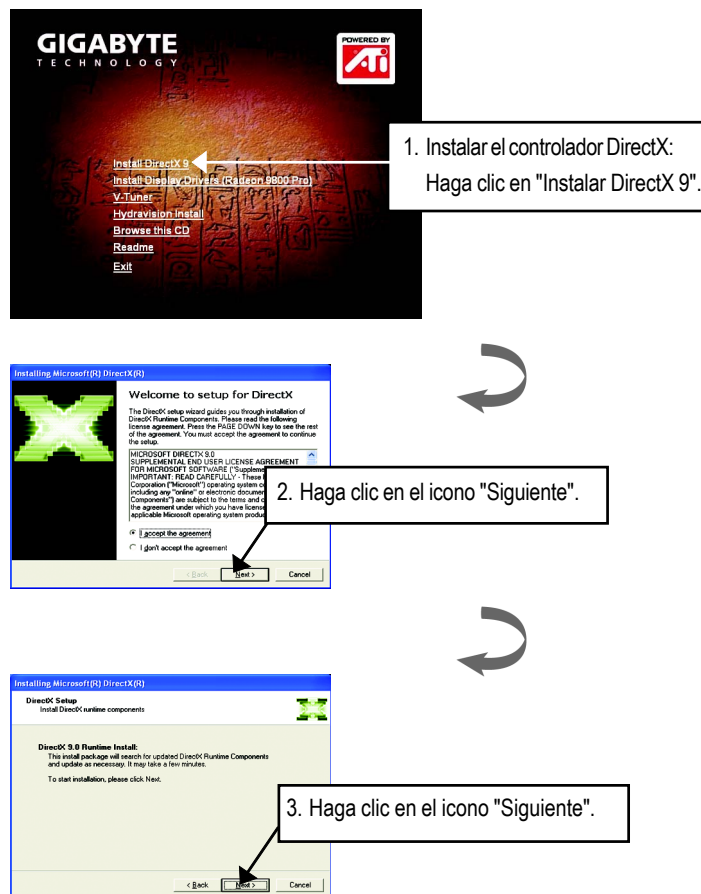 GIGABYTE
TECHNOLOGY
POWERED BY
ATi
Install DirectX 9
Install Display Drivers (Radeon 9800 Pro)
V-Tuner
Hydravision Install
Browse this CD
Readme
Exit
1. Instalar el controlador DirectX:
Haga clic en "Instalar DirectX 9".
Installing Microsoft(R) DirectX(R)
Welcome to setup for DirectX
The DirectX setup wizard guides you through installation of
DirectX Runtime Components. Please read the following
license agreement. Press the PAGE DOWN key to see the rest
of the agreement. You must accept the agreement to continue
the setup.
MICROSOFT DIRECTX 9.0
SUPPLEMENTAL END USER LICENSE AGREEMENT
FOR MICROSOFT SOFTWARE ("Suppleme
IMPORTANT: READ CAREFULLY - These
Corporation ("Microsoft") operating system
including any "online" or electronic documen
Components") are subject to the terms and
the agreement under which you have license
applicable Microsoft operating system produc
I accept the agreement
I don't accept the agreement
< Back
Next >
Cancel
2. Haga clic en el icono "Siguiente".
Installing Microsoft(R) DirectX(R)
DirectX Setup
Install DirectX runtime components
DirectX 9.0 Runtime Install:
This install package will search for updated DirectX Runtime Components
and update as necessary. It may take a few minutes.
To start installation, please click Next.
3. Haga clic en el icono "Siguiente".
< Back
Next >
Cancel